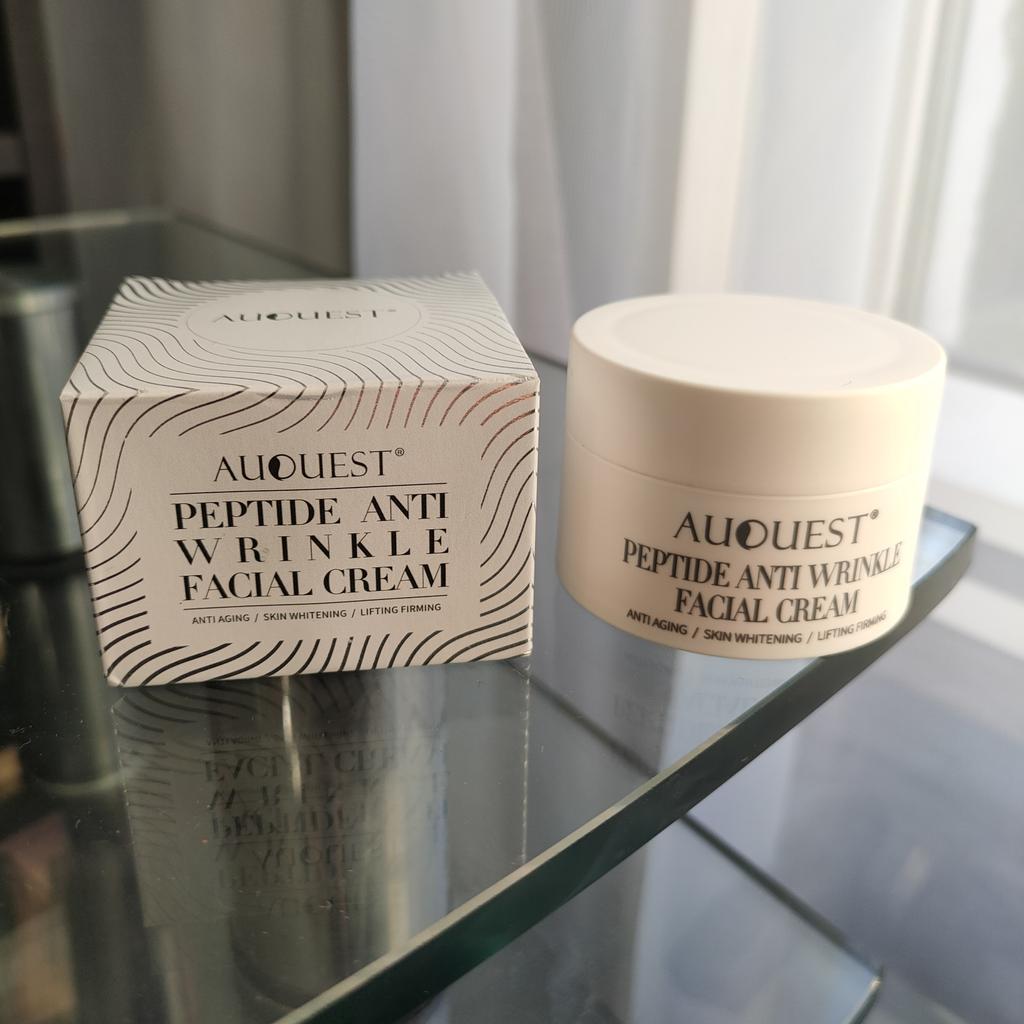 AUQUEST®
AUQUEST®
PEPTIDE ANTI
WRINKLE
FACIAL CREAM
ANTI AGING / SKIN WHITENING / LIFTING FIRMING
AUQUEST®
PEPTIDE ANTI WRINKLE
FACIAL CREAM
ANTI AGING / SKIN WHITENING / LIFTING FIRMING